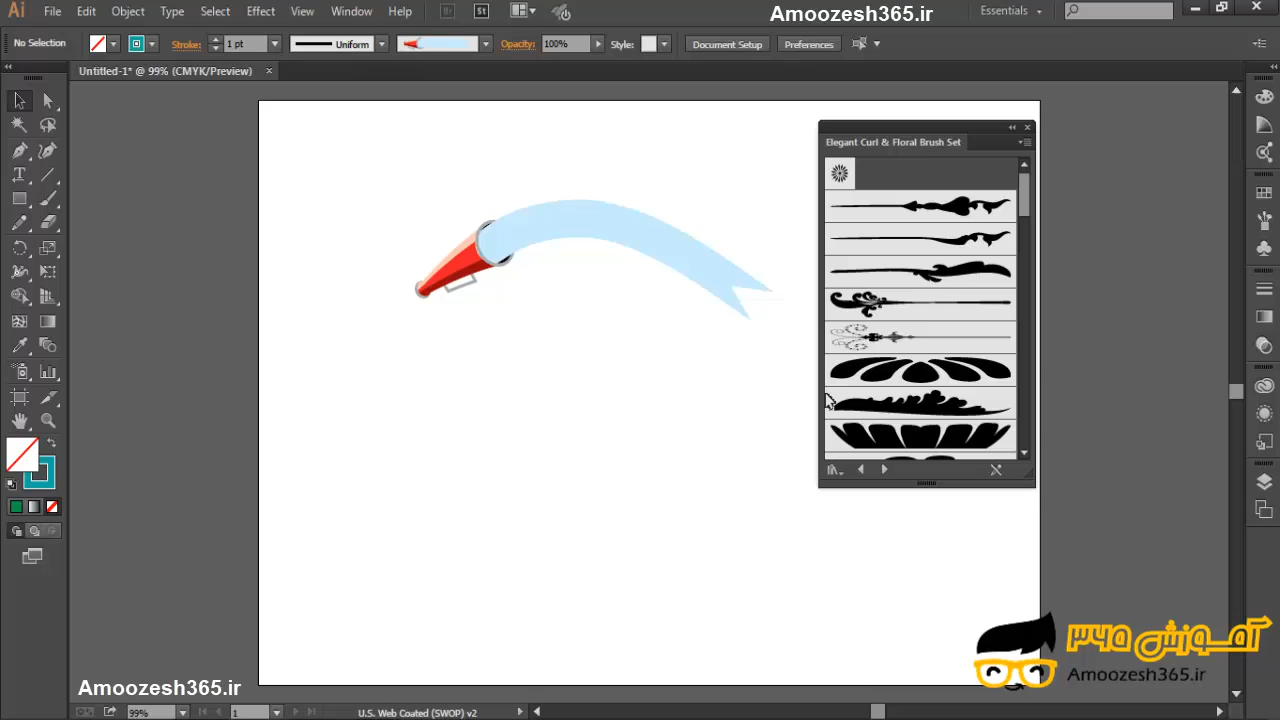 Ai File Edit Object Type Select Effect View Window Help Br St Essentials
Amoozesh365.ir
No Selection Stroke: 1 pt Uniform Opacity: 100% Style: Document Setup Preferences
Untitled-1* @ 99% (CMYK/Preview) ×
Elegant Curl & Floral Brush Set
T
آمـوزش ۳۶۵
Amoozesh365.ir
Amoozesh365.ir
99% 1 U.S. Web Coated (SWOP) v2